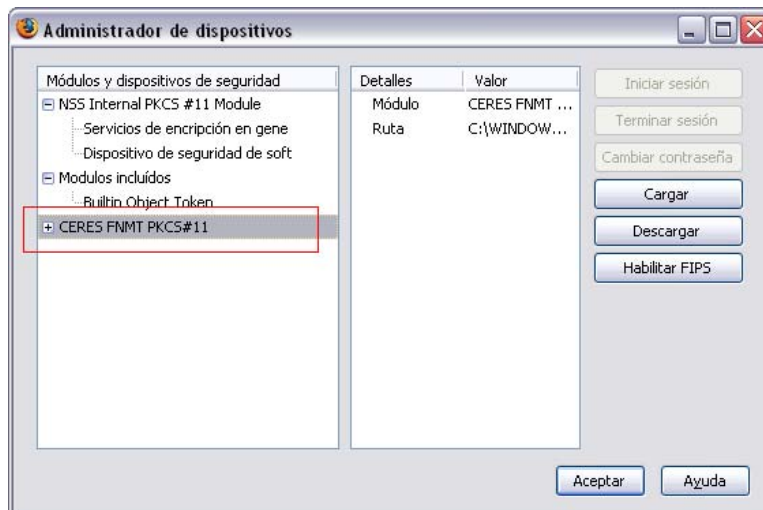 Administrador de dispositivos
Módulos y dispositivos de seguridad
NSS Internal PKCS #11 Module
Servicios de encripción en gene
Dispositivo de seguridad de soft
Modulos incluídos
Builtin Object Token
CERES FNMT PKCS#11
Detalles Valor
Módulo CERES FNMT ...
Ruta C:\WINDOW...
Iniciar sesión
Terminar sesión
Cambiar contraseña
Cargar
Descargar
Habilitar FIPS
Aceptar
Ayuda